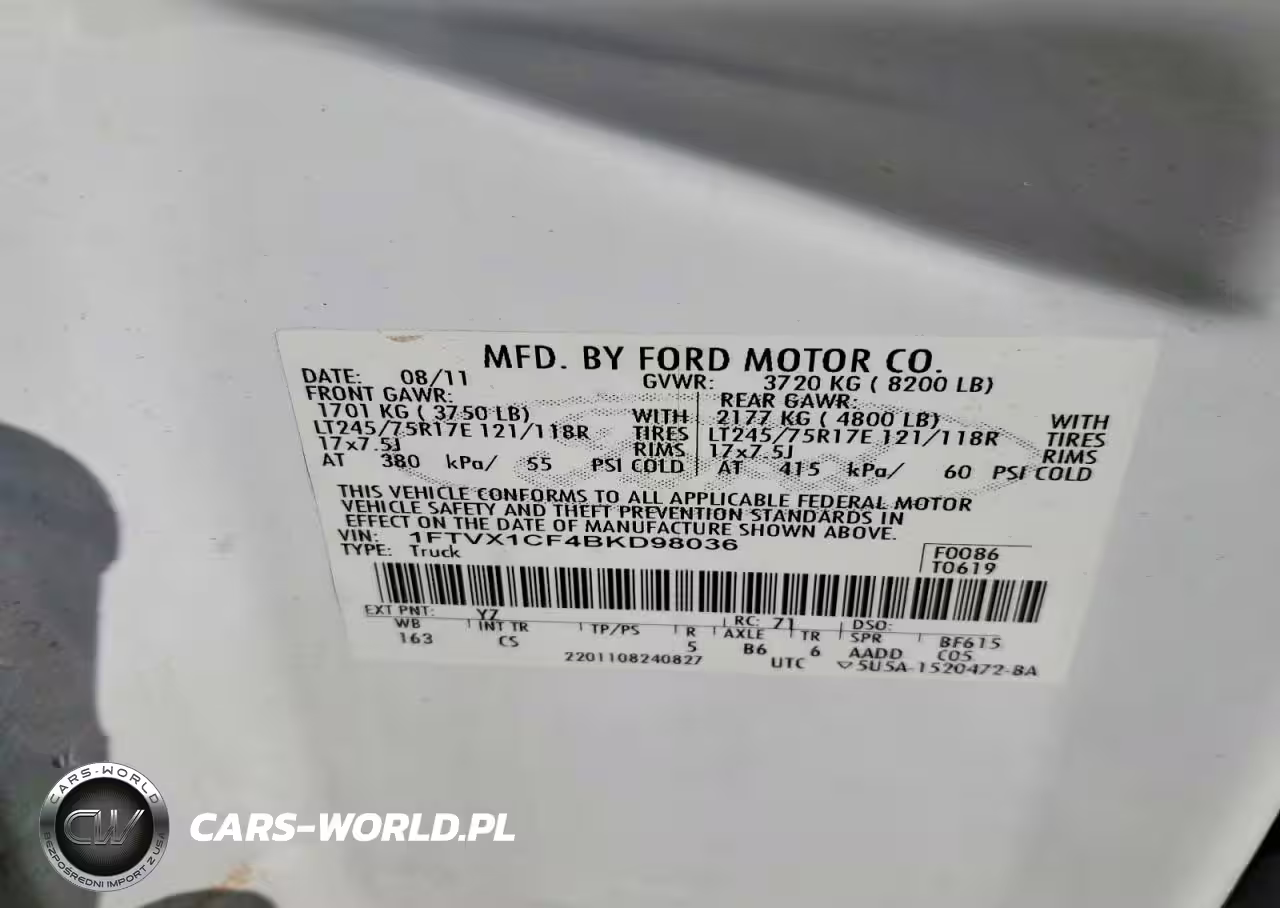 MFD. BY FORD MOTOR CO.
DATE: 08/11 GVWR: 3720 KG ( 8200 LB)
FRONT GAWR: REAR GAWR:
1701 KG ( 3750 LB) WITH 2177 KG ( 4800 LB) WITH
LT245/75R17E 121/118R TIRES LT245/75R17E 121/118R TIRES
17x7.5J RIMS 17x7.5J RIMS
AT 380 kPa/ 55 PSI COLD AT 415 kPa/ 60 PSI COLD
THIS VEHICLE CONFORMS TO ALL APPLICABLE FEDERAL MOTOR
VEHICLE SAFETY AND THEFT PREVENTION STANDARDS IN
EFFECT ON THE DATE OF MANUFACTURE SHOWN ABOVE.
VIN: 1FTVX1CF4BKD98036
TYPE: Truck
F0086
T0619
EXT PNT: YZ RC: 71 DSO:
WB INT TR TP/PS R AXLE TR SPR BF615
163 CS 5 B6 6 AADD C05
2201108240827 UTC ▽5U5A-1520472-BA
CARS-WORLD
CW
BEZPOŚREDNI IMPORT Z USA
CARS-WORLD.PL